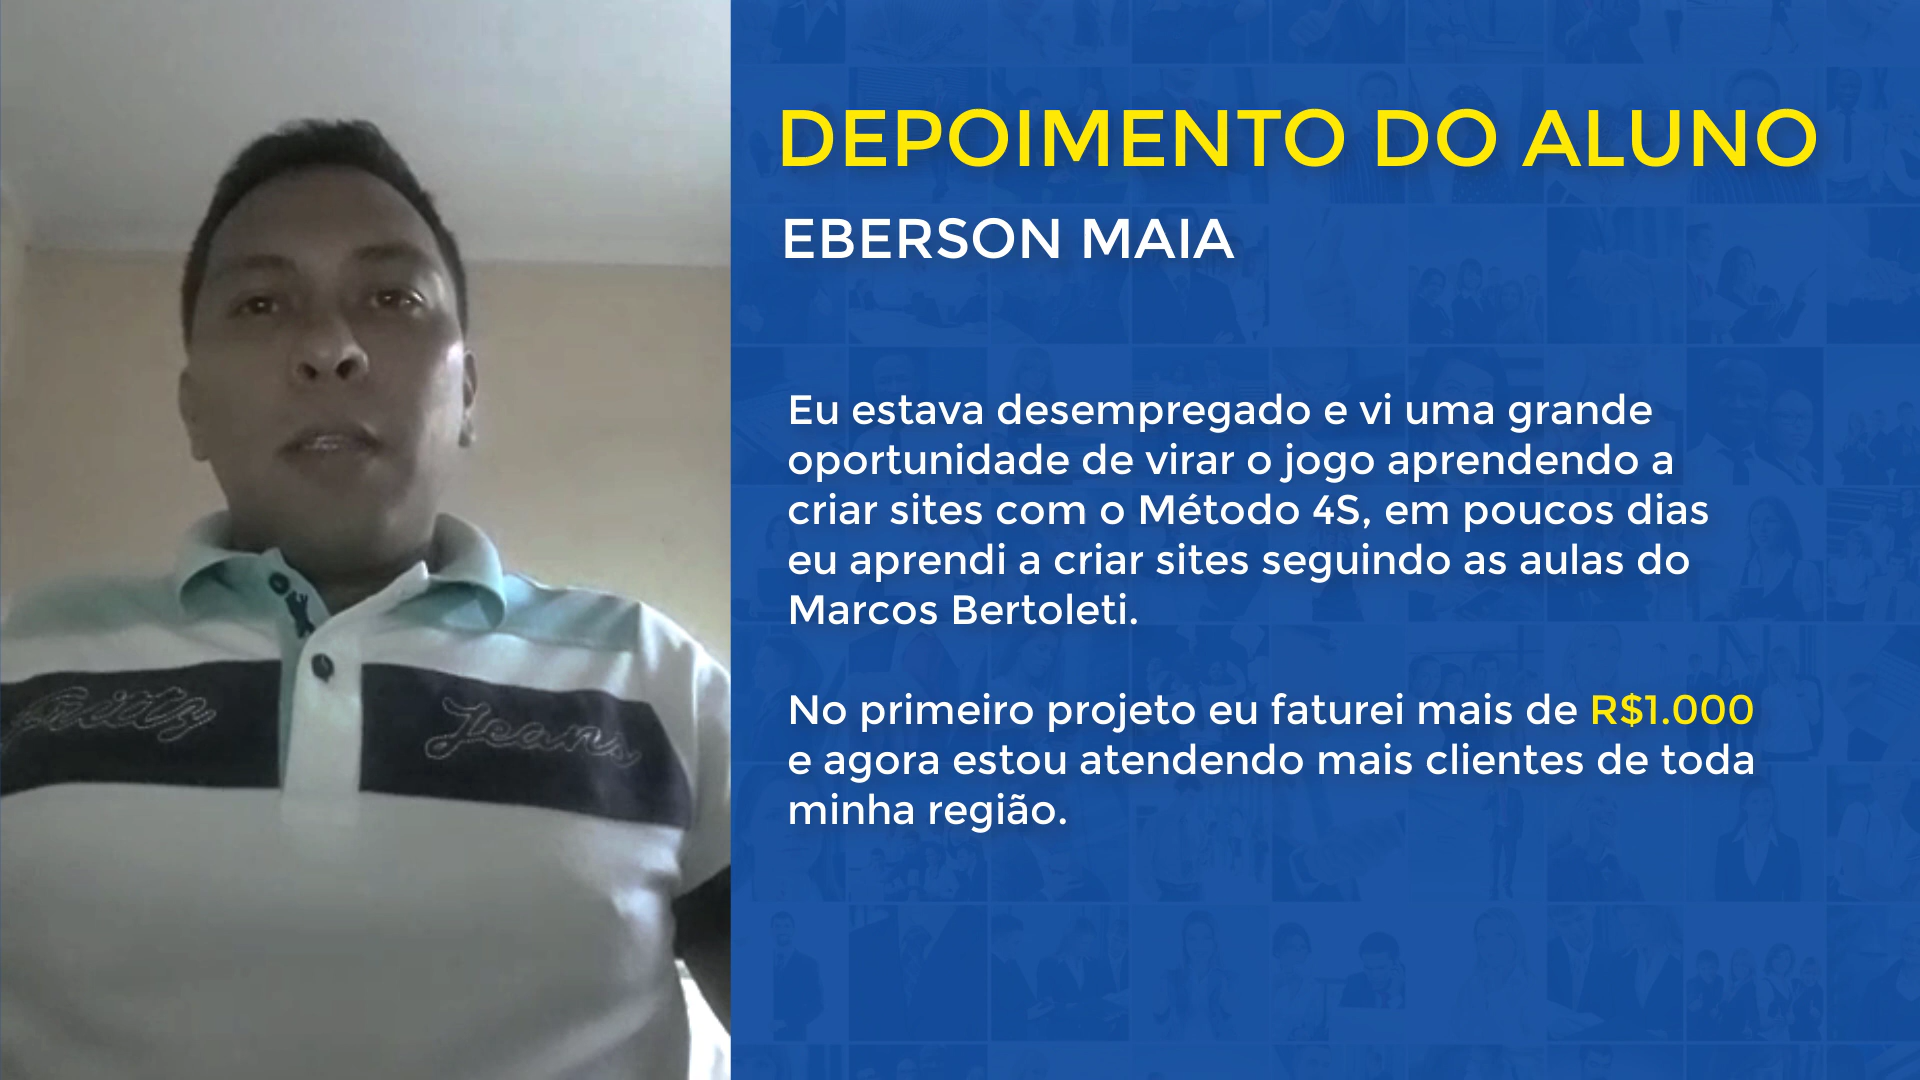 DEPOIMENTO DO ALUNO
EBERSON MAIA
Eu estava desempregado e vi uma grande
oportunidade de virar o jogo aprendendo a
criar sites com o Método 4S, em poucos dias
eu aprendi a criar sites seguindo as aulas do
Marcos Bertoleti.
No primeiro projeto eu faturei mais de R$1.000
e agora estou atendendo mais clientes de toda
minha região.
Jeans